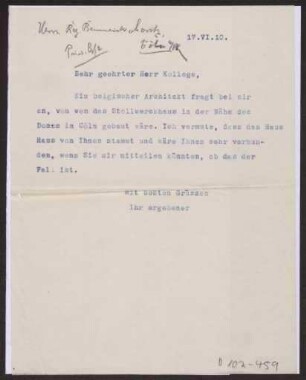 Herrn Reg. Baumeister Moritz
Köln
17.VI.10.
Sehr geehrter Herr Kollege,
Ein belgischer Architekt fragt bei mir
an, von wem das Stollwerckhaus in der Nähe des
Domes in Cöln gebaut wäre. Ich vermute, dass das Haus
Haus von Ihnen stamt und wäre Ihnen sehr verbun-
den, wenn Sie mir mitteilen könnten, ob das der
Fal. ist.
Mit besten Grüssen
Ihr ergebener
D 102-459